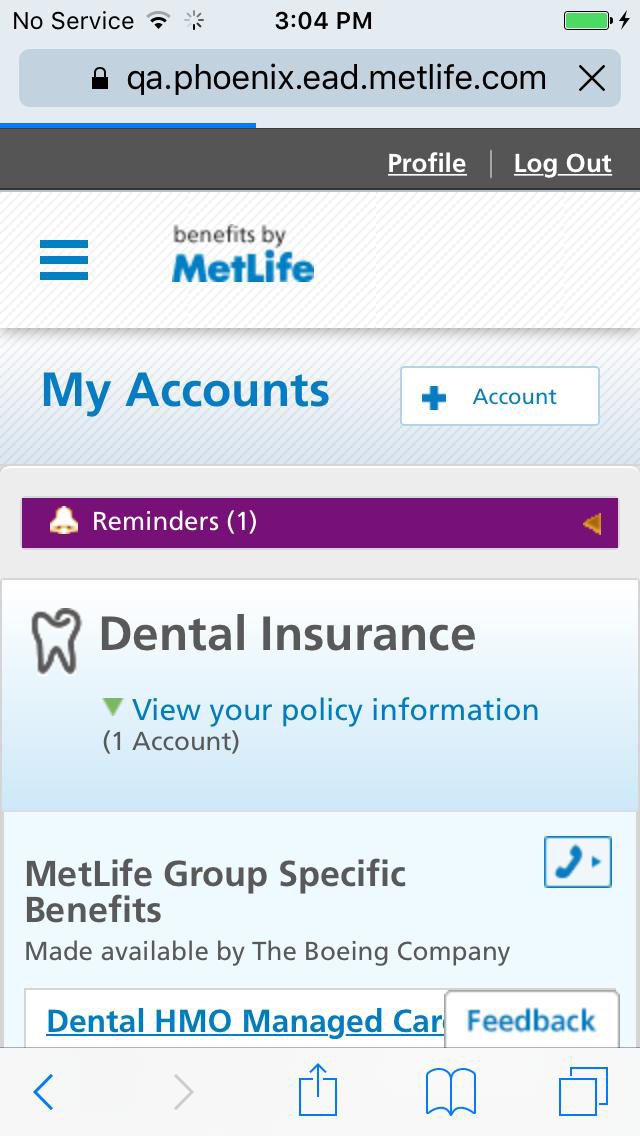 No Service 3:04 PM
qa.phoenix.ead.metlife.com
Profile | Log Out
benefits by
MetLife
My Accounts
Account
Reminders (1)
Dental Insurance
View your policy information
(1 Account)
MetLife Group Specific
Benefits
Made available by The Boeing Company
Dental HMO Managed
Feedback